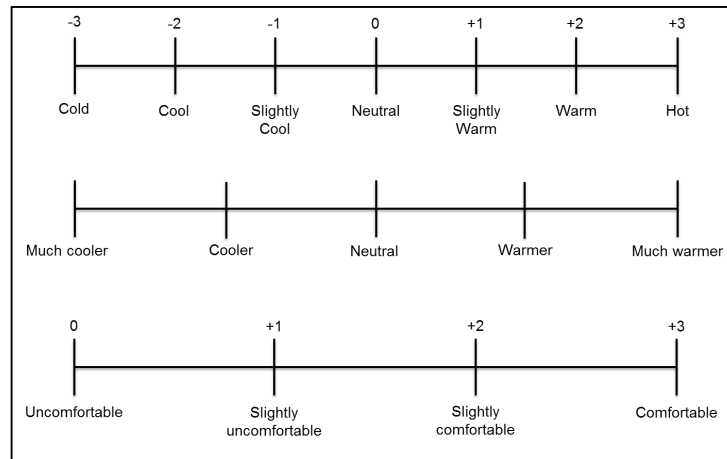 -3 -2 -1 0 +1 +2 +3
Cold Cool Slightly Neutral Slightly Warm Hot
Cool Warm
Much cooler Cooler Neutral Warmer Much warmer
0 +1 +2 +3
Uncomfortable Slightly Slightly Comfortable
uncomfortable comfortable